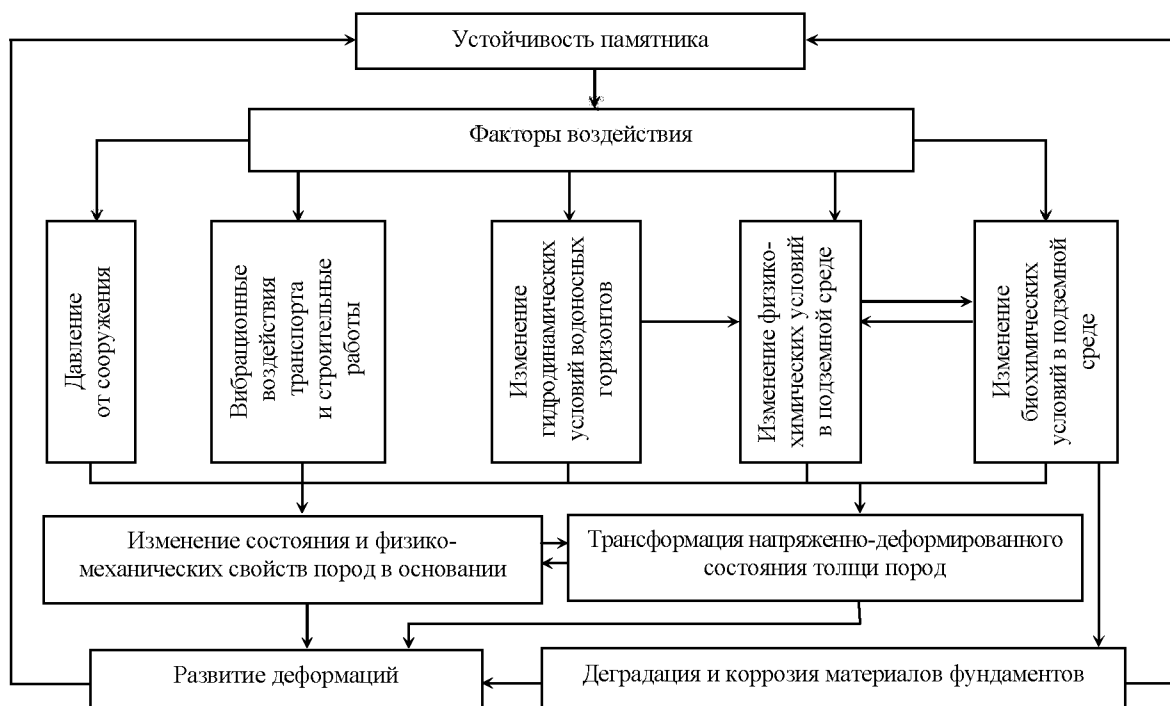 Устойчивость памятника
Факторы воздействия
Давление
от сооружения
Вибрационные
воздействия
транспорта
и строительные
работы
Изменение
гидродинамических
условий водоносных
горизонтов
Изменение физико-
химических условий
в подземной среде
Изменение
биохимических
условий в подземной
среде
Изменение состояния и физико-
механических свойств пород в основании
Трансформация напряженно-деформированного
состояния толщи пород
Развитие деформаций
Деградация и коррозия материалов фундаментов